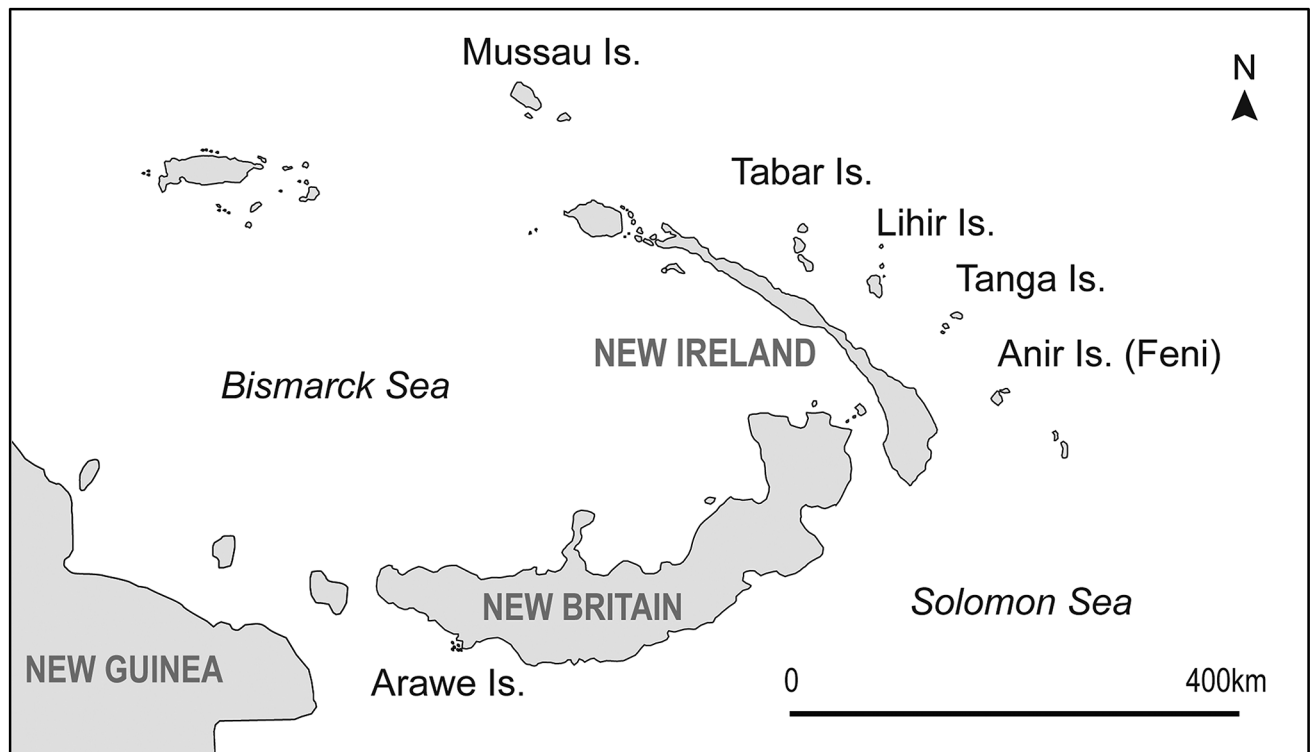 Mussau Is.
N
Tabar Is.
Lihir Is.
Tanga Is.
NEW IRELAND
Anir Is. (Feni)
Bismarck Sea
NEW BRITAIN
Solomon Sea
NEW GUINEA
Arawe Is.
0
400km